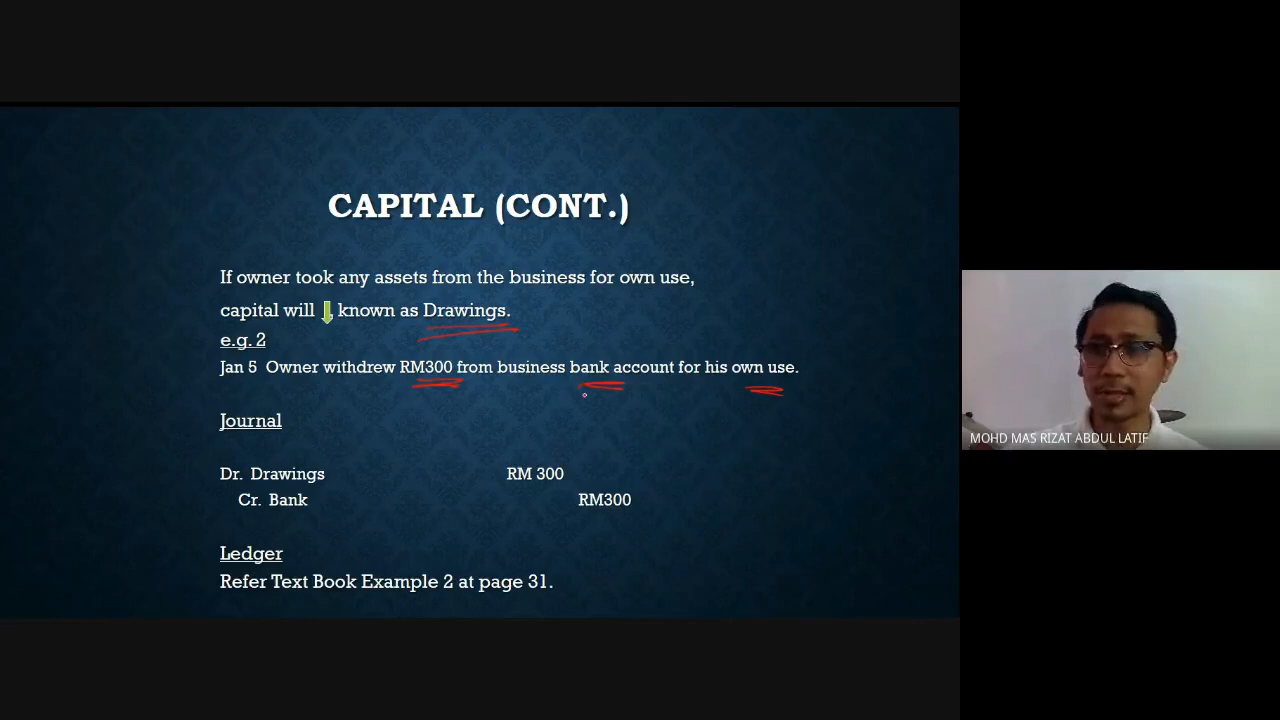 CAPITAL (CONT.)
If owner took any assets from the business for own use,
capital will , known as Drawings.
e.g. 2
Jan 5 Owner withdrew RM300 from business bank account for his own use.
Journal
Dr. Drawings RM 300
Cr. Bank RM300
Ledger
Refer Text Book Example 2 at page 31.
MOHD MAS RIZAT ABDUL LATIF